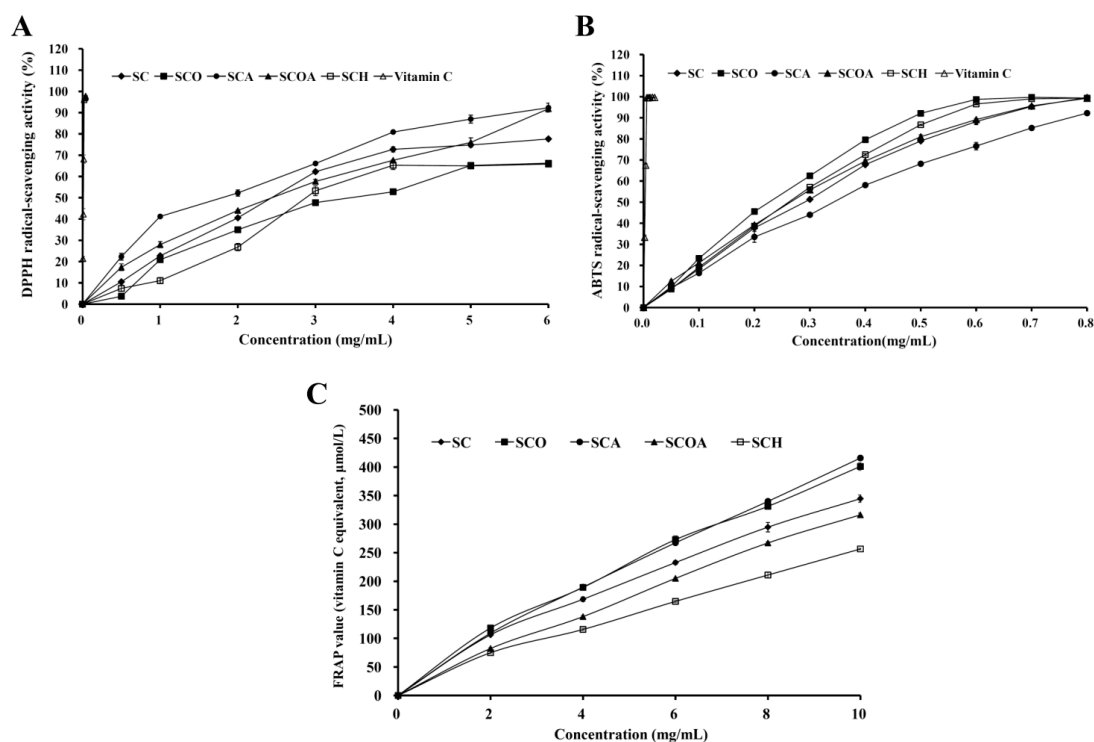 A
DPPH radical-scavenging activity (%)
120
110
100
90
80
70
60
50
40
30
20
10
0
SC SCO SCA SCOA SCH Vitamin C
0 1 2 3 4 5 6
Concentration (mg/mL)
B
ABTS radical-scavenging activity (%)
120
110
100
90
80
70
60
50
40
30
20
10
0
SC SCO SCA SCOA SCH Vitamin C
0.0 0.1 0.2 0.3 0.4 0.5 0.6 0.7 0.8
Concentration(mg/mL)
C
FRAP value (vitamin C equivalent, μmol/L)
500
450
400
350
300
250
200
150
100
50
0
SC SCO SCA SCOA SCH
0 2 4 6 8 10
Concentration (mg/mL)